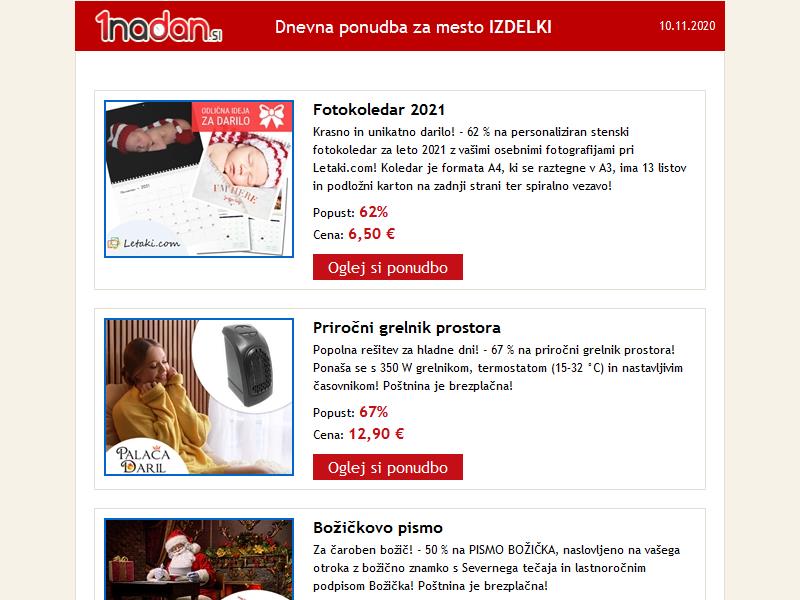 1nadan.si
Dnevna ponudba za mesto IZDELKI
10.11.2020
ODLIČNA IDEJA
ZA DARILO
I'M HERE
Letaki.com
Fotokoledar 2021
Krasno in unikatno darilo! - 62 % na personaliziran stenski
fotokoledar za leto 2021 z vašimi osebnimi fotografijami pri
Letaki.com! Koledar je formata A4, ki se raztegne v A3, ima 13 listov
in podložni karton na zadnji strani ter spiralno vezavo!
Popust: 62%
Cena: 6,50 €
Oglej si ponudbo
PALAČA
DARIL
Priročni grelnik prostora
Popolna rešitev za hladne dni! - 67 % na priročni grelnik prostora!
Ponaša se s 350 W grelnikom, termostatom (15-32 °C) in nastavljivim
časovnikom! Poštnina je brezplačna!
Popust: 67%
Cena: 12,90 €
Oglej si ponudbo
Božičkovo pismo
Za čaroben božič! - 50 % na PISMO BOŽIČKA, naslovljeno na vašega
otroka z božično znamko s Severnega tečaja in lastnoročnim
podpisom Božička! Poštnina je brezplačna!